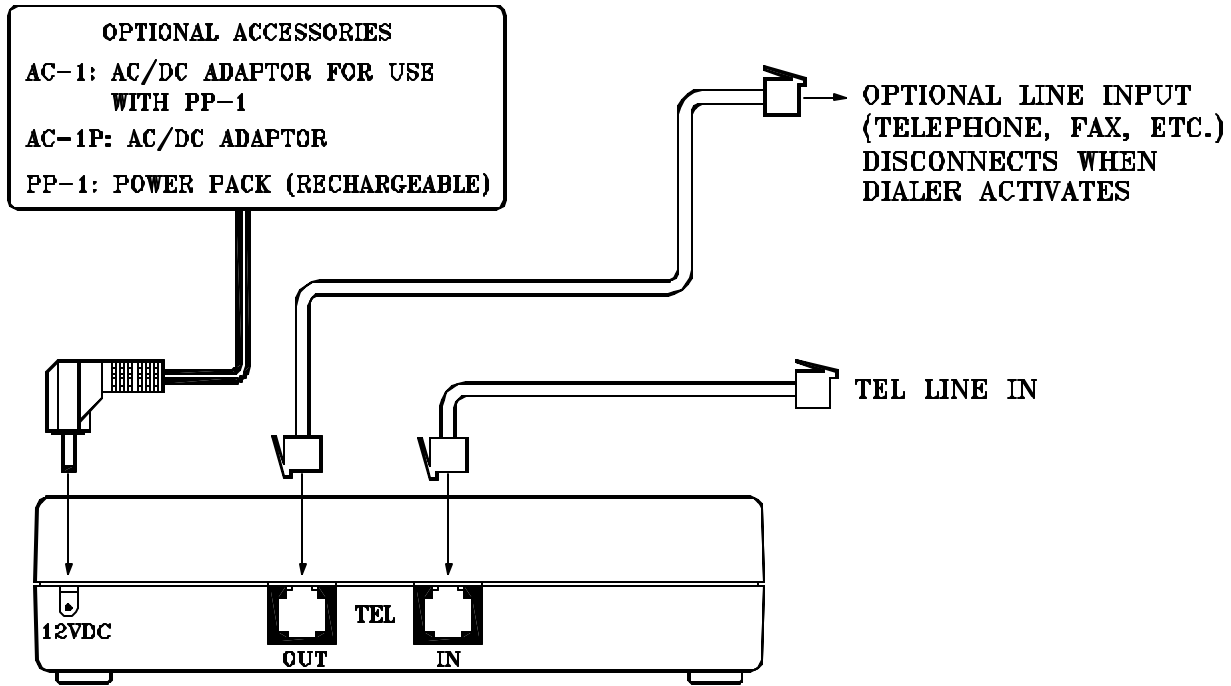 OPTIONAL ACCESSORIES
AC-1: AC/DC ADAPTOR FOR USE
WITH PP-1
AC-1P: AC/DC ADAPTOR
PP-1: POWER PACK (RECHARGEABLE)
OPTIONAL LINE INPUT
(TELEPHONE, FAX, ETC.)
DISCONNECTS WHEN
DIALER ACTIVATES
TEL LINE IN
12VDC
TEL
OUT
IN